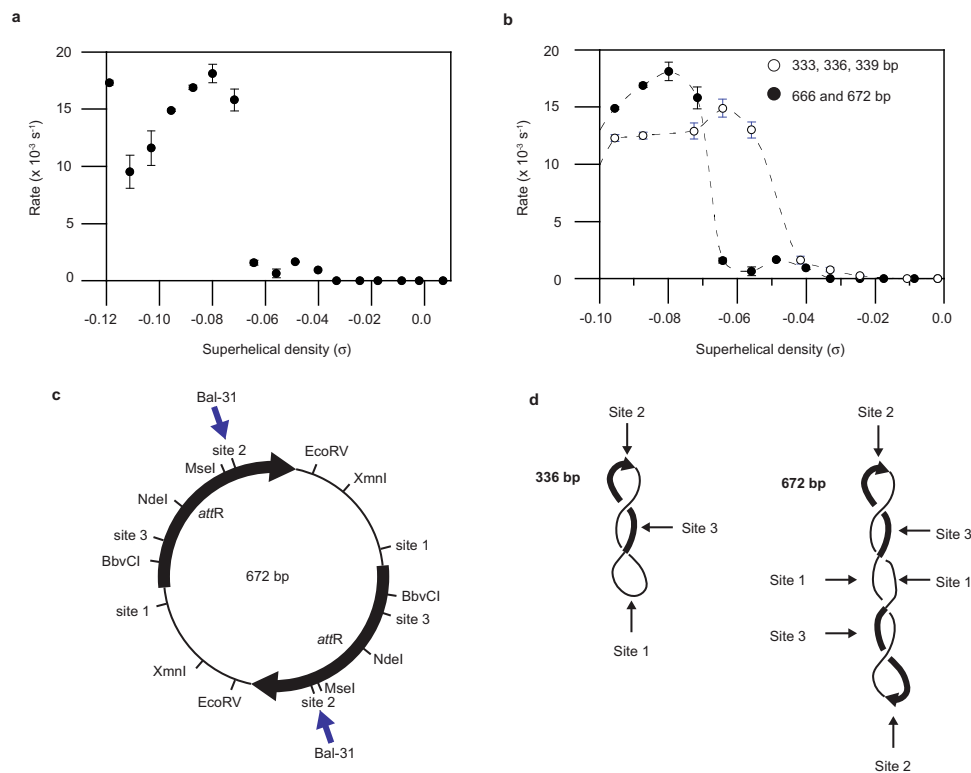 a
Rate (x 10-3 s-1)
20
15
10
5
0
-0.12
-0.10
-0.08
-0.06
-0.04
-0.02
0.0
Superhelical density (σ)
b
Rate (x 10-3 s-1)
20
15
10
5
0
333, 336, 339 bp
666 and 672 bp
-0.10
-0.08
-0.06
-0.04
-0.02
0.0
Superhelical density (σ)
c
Bal-31
site 2
MseI
EcoRV
XmnI
NdeI
attR
site 3
BbvCI
site 1
672 bp
site 1
BbvCI
site 3
attR
NdeI
XmnI
EcoRV
MseI
site 2
Bal-31
d
Site 2
336 bp
Site 3
Site 1
Site 2
672 bp
Site 3
Site 1
Site 1
Site 3
Site 2